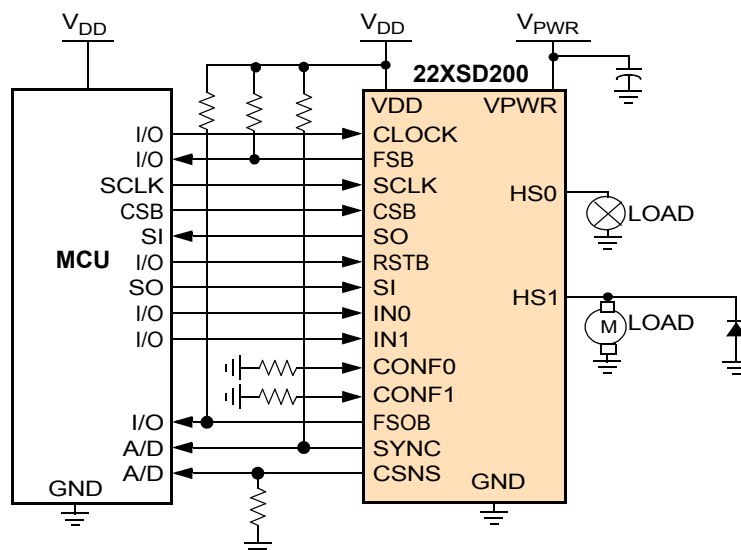 VDD VDD VPWR
22XSD200
VDD VPWR
I/O CLOCK
I/O FSB
SCLK SCLK
HS0
CSB CSB
LOAD
SI SO
MCU
I/O RSTB
SO SI
HS1
I/O IN0
M LOAD
I/O IN1
CONF0
CONF1
I/O FSOB
A/D SYNC
A/D CSNS
GND GND